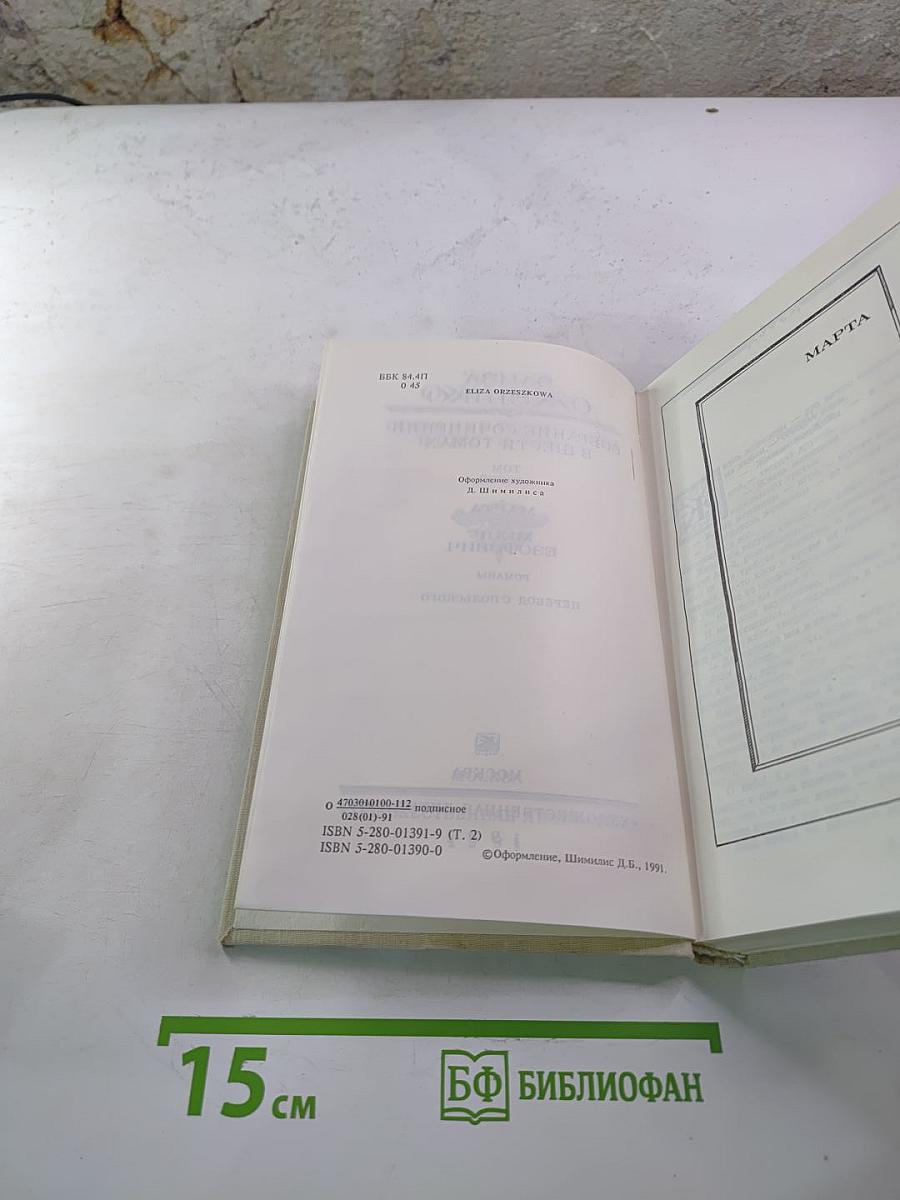 ББК 84.4П
О 45
ELIZA ORZESZKOWA
Оформление художника
Д. Шимилиса
О 4703010100-112 подписное
028(01)-91
ISBN 5-280-01391-9 (Т. 2)
ISBN 5-280-01390-0
©Оформление, Шимилис Д.Б., 1991.
МАРТА
15 см
БФ БИБЛИОФАН